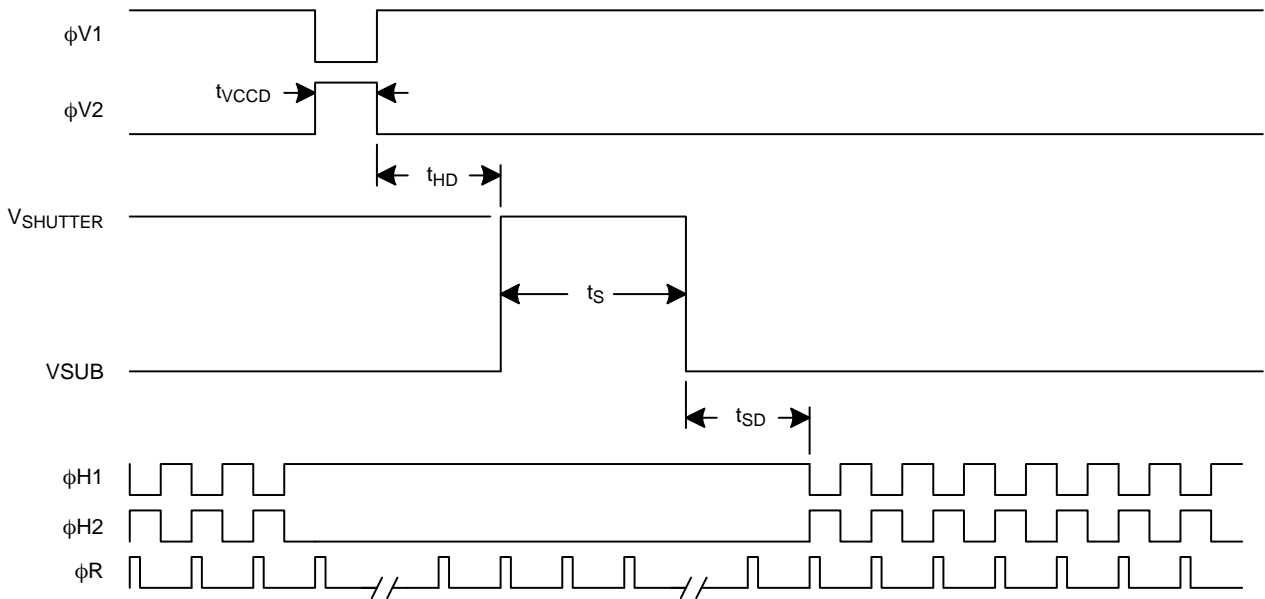 ϕV1
tVCCD
ϕV2
tHD
VSHUTTER
tS
VSUB
tSD
ϕH1
ϕH2
ϕR